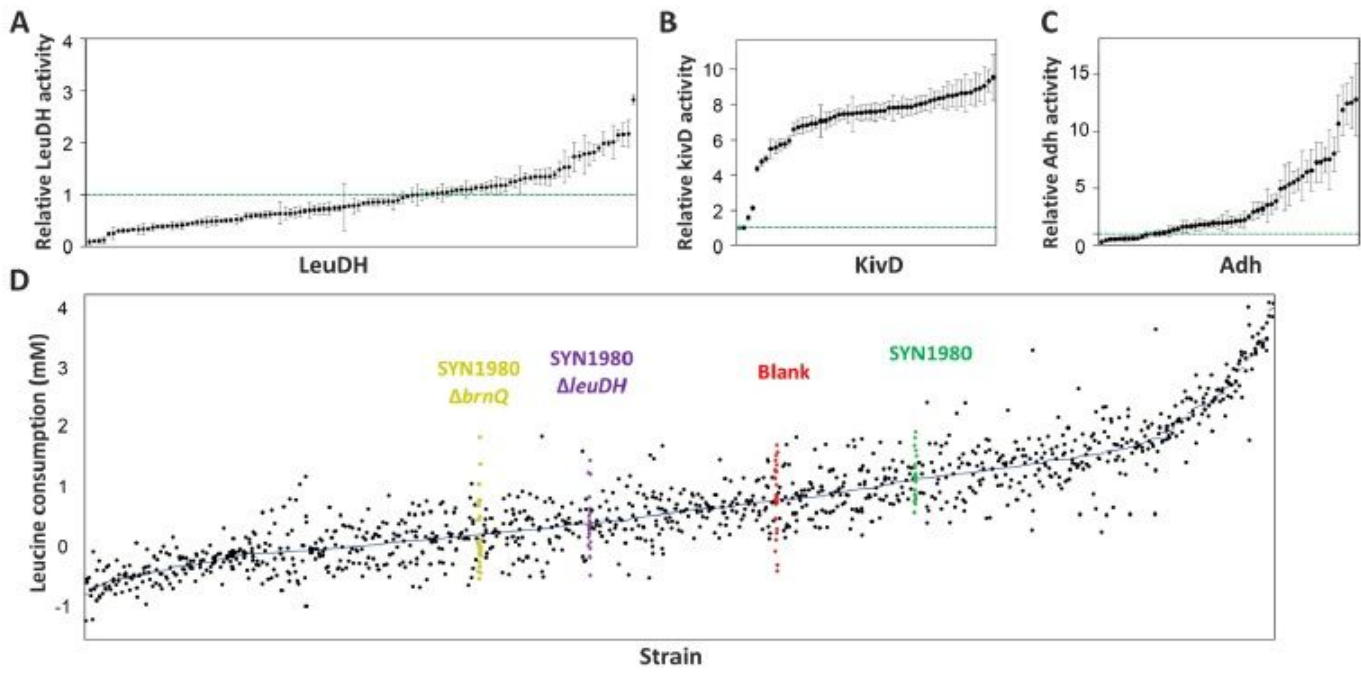 A
Relative LeuDH activity
4
3
2
1
0
LeuDH
B
Relative kivD activity
10
8
6
4
2
0
KivD
C
Relative Adh activity
15
10
5
0
Adh
D
Leucine consumption (mM)
4
3
2
1
0
-1
SYN1980
ΔbrnQ
SYN1980
ΔleuDH
Blank
SYN1980
Strain